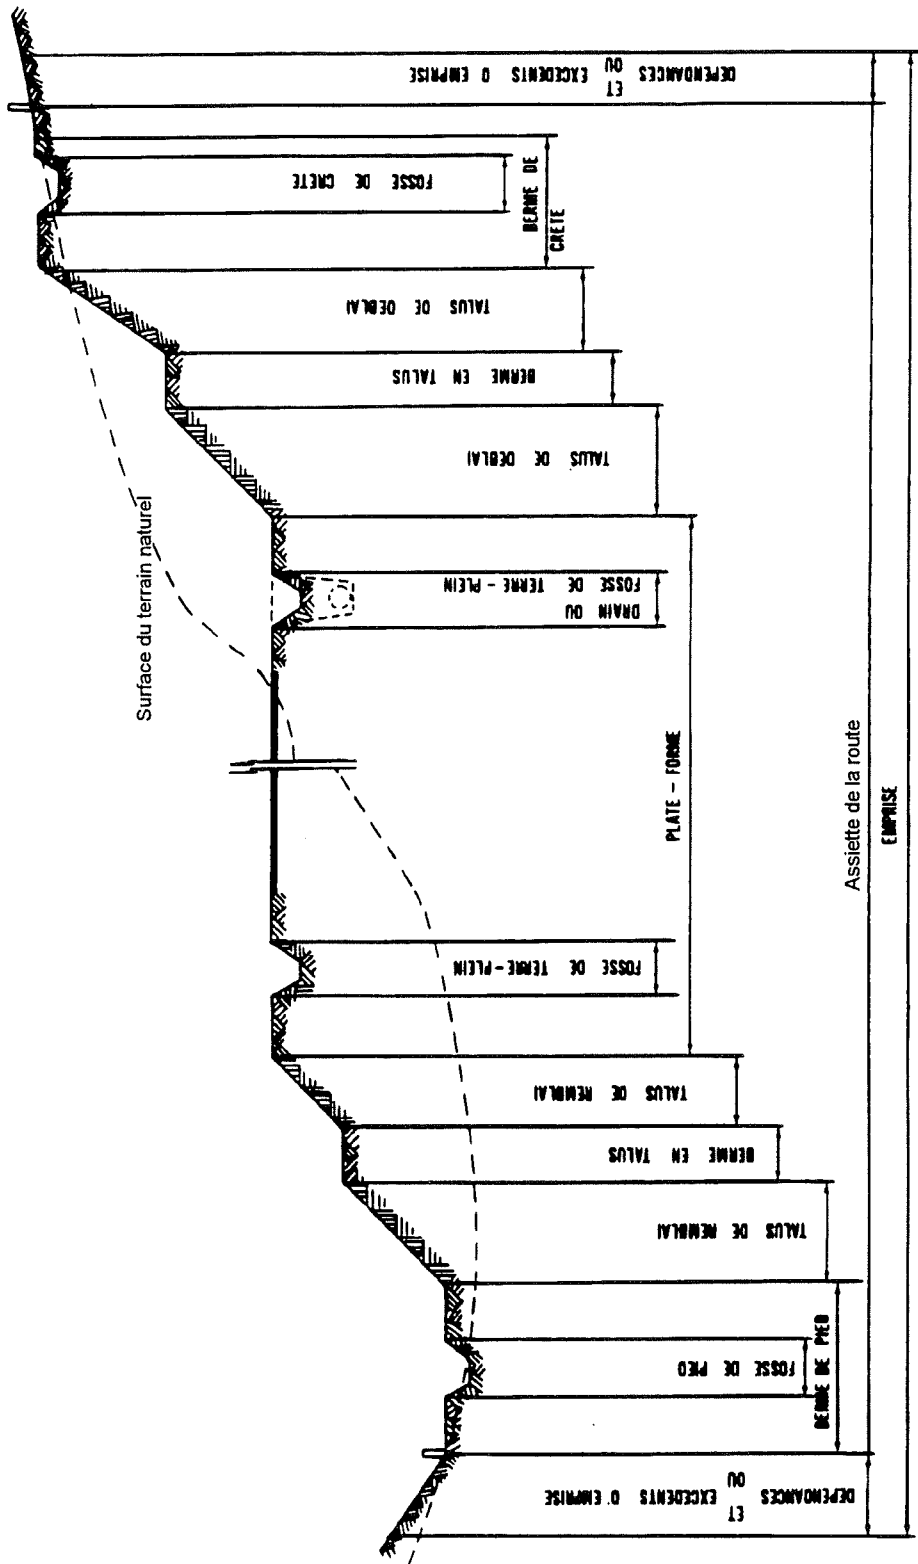 DEPENDANCES
ET
OU
EXCEDENTS D'EMPRISE
FOSSE DE PIED
BERME DE PIED
TALUS DE REMBLAI
BERME EN TALUS
TALUS DE REMBLAI
FOSSE DE TERRE-PLEIN
PLATE - FORME
Surface du terrain naturel
DRAIN OU
FOSSE DE TERRE - PLEIN
TALUS DE DEBLAI
BERME EN TALUS
TALUS DE DEBLAI
BERME DE
CRETE
FOSSE DE CRETE
DEPENDANCES
ET
OU
EXCEDENTS D'EMPRISE
Assiette de la route
EMPRISE